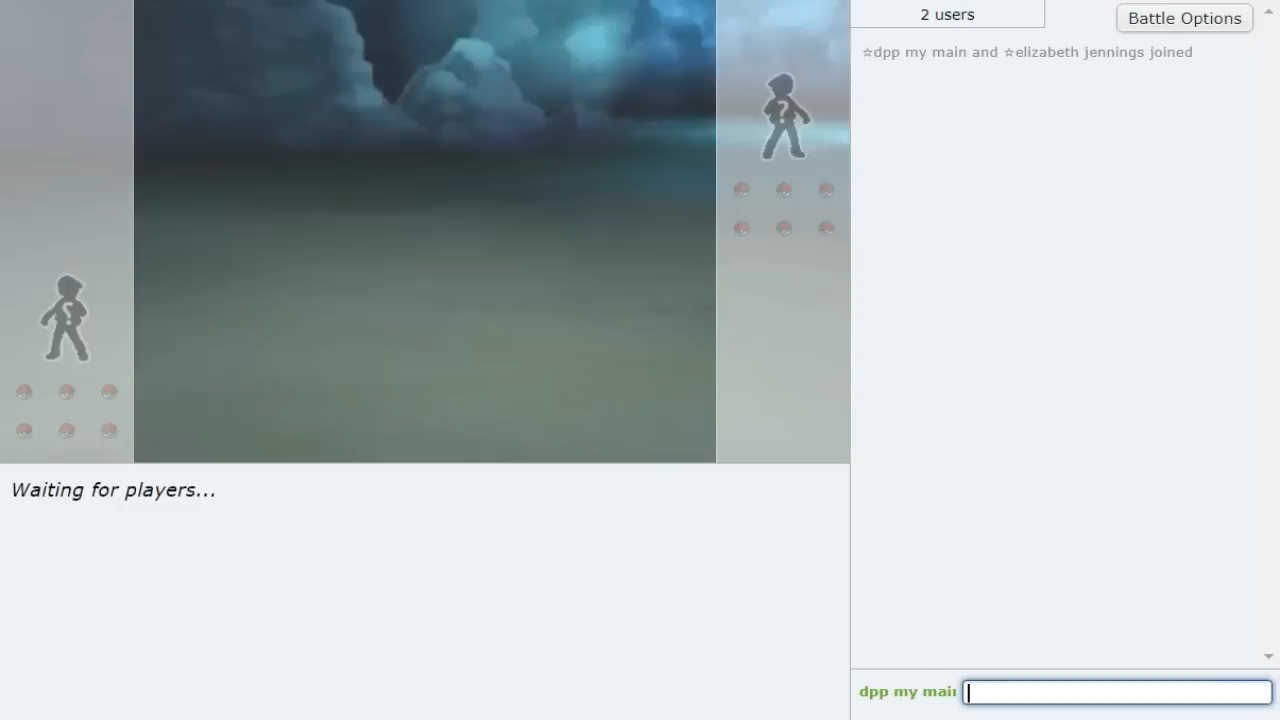 2 users
Battle Options
☆dpp my main and ☆elizabeth jennings joined
Waiting for players...
dpp my mai